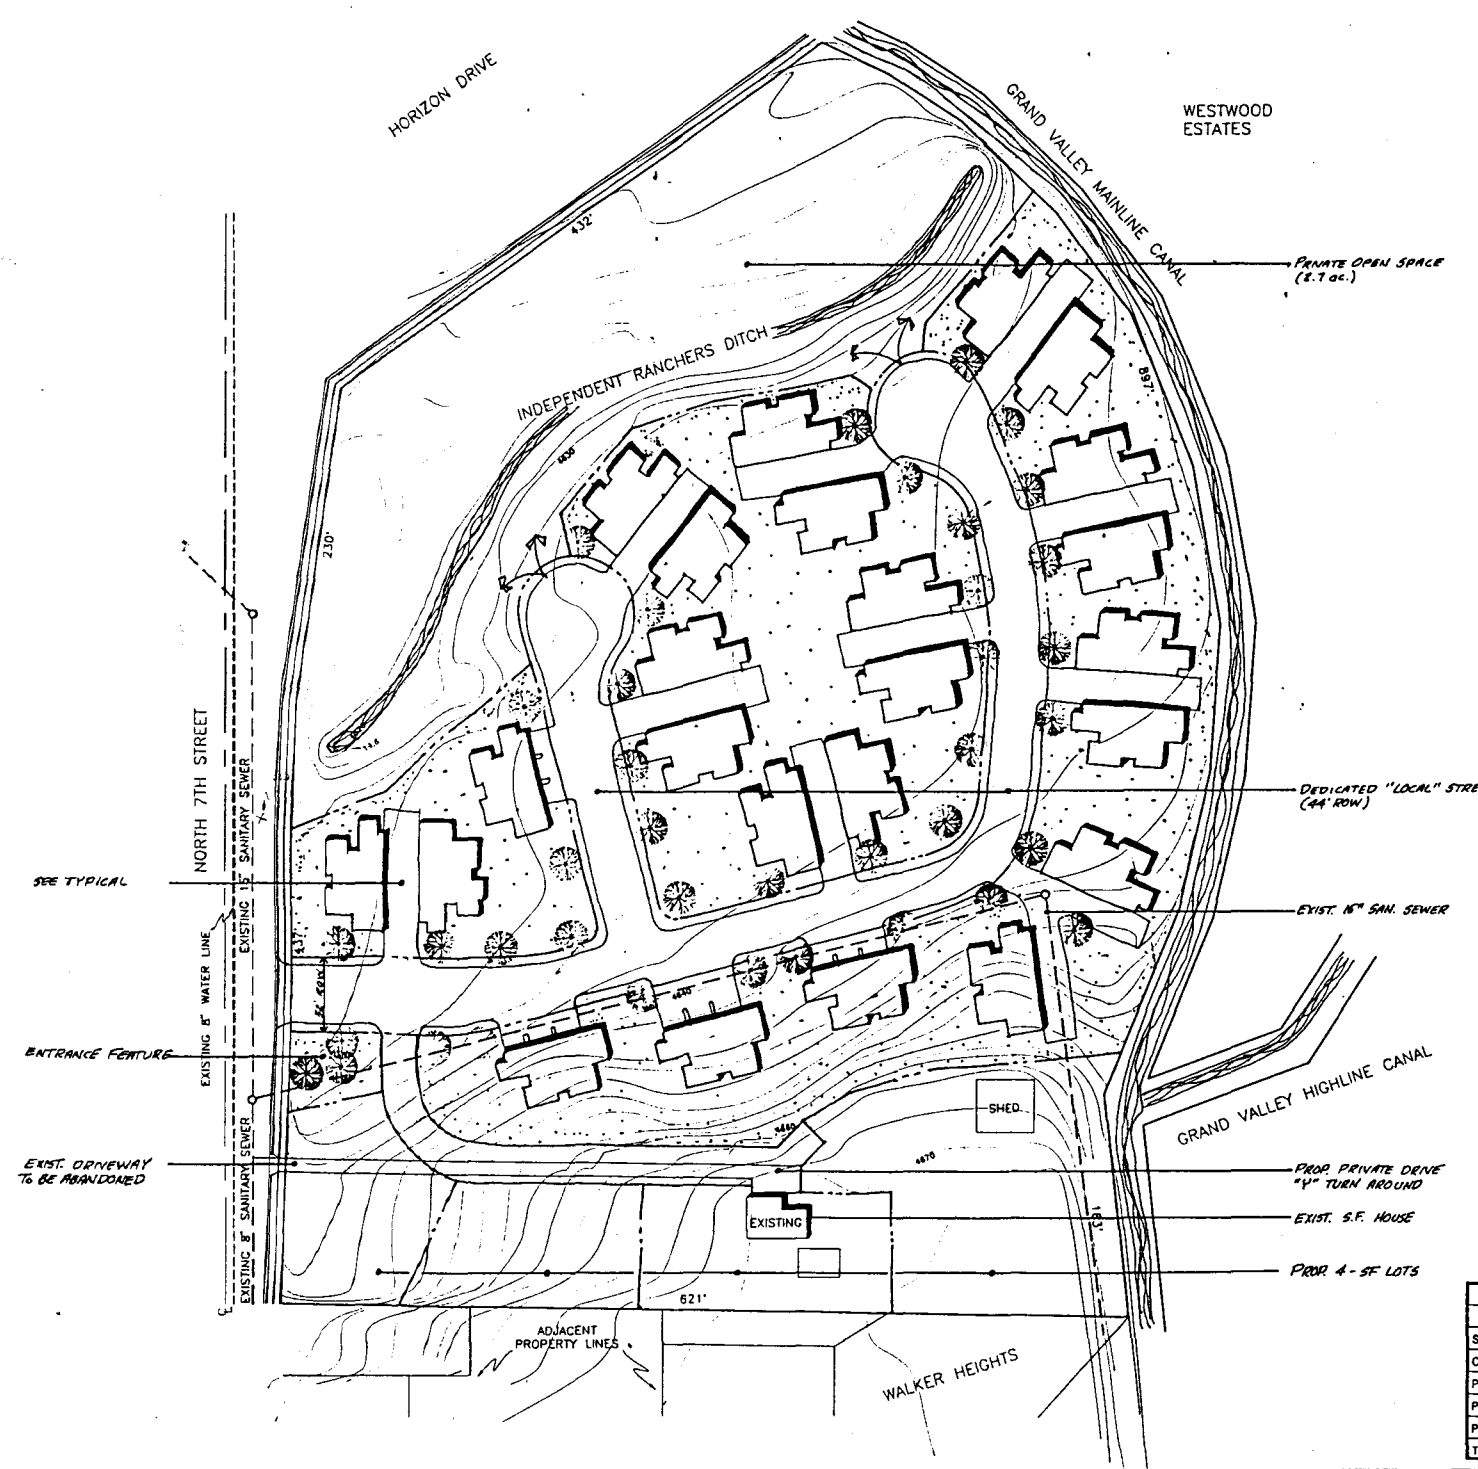 HORIZON DRIVE
WESTWOOD
ESTATES
GRAND VALLEY MAINLINE CANAL
432'
PRIVATE OPEN SPACE
INDEPENDENT RANCHERS DITCH
897'
230'
NORTH 7TH STREET
EXISTING 15" SANITARY SEWER
DEDICATED "LOCAL" STRE
(44' ROW)
SEE TYPICAL
EXISTING 8" WATER LINE
437'
EXIST. 15" SAN. SEWER
4640
ENTRANCE FEATURE
SHED
GRAND VALLEY HIGHLINE CANAL
EXIST. DRIVEWAY
TO BE ABANDONED
4670
PROP. PRIVATE DRIVE
"Y" TURN AROUND
EXISTING 8" SANITARY SEWER
EXISTING
183'
EXIST. S.F. HOUSE
PROP. 4-SF LOTS
621'
ADJACENT
PROPERTY LINES
WALKER HEIGHTS
S
C
P
P
P
T